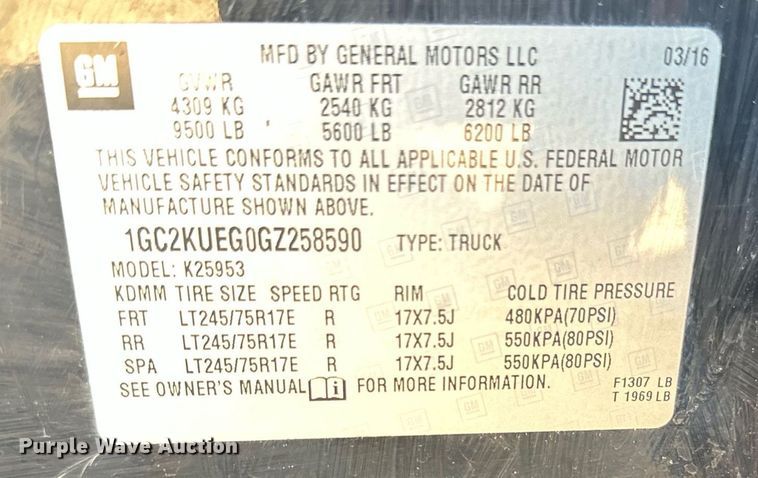 GM MFD BY GENERAL MOTORS LLC 03/16
GVWR GAWR FRT GAWR RR
4309 KG 2540 KG 2812 KG
9500 LB 5600 LB 6200 LB
THIS VEHICLE CONFORMS TO ALL APPLICABLE U.S. FEDERAL MOTOR
VEHICLE SAFETY STANDARDS IN EFFECT ON THE DATE OF
MANUFACTURE SHOWN ABOVE.
1GC2KUEG0GZ258590 TYPE: TRUCK
MODEL: K25953
KDMM TIRE SIZE SPEED RTG RIM COLD TIRE PRESSURE
FRT LT245/75R17E R 17X7.5J 480KPA(70PSI)
RR LT245/75R17E R 17X7.5J 550KPA(80PSI)
SPA LT245/75R17E R 17X7.5J 550KPA(80PSI)
SEE OWNER'S MANUAL FOR MORE INFORMATION.
F1307 LB
T 1969 LB
Purple Wave Auction